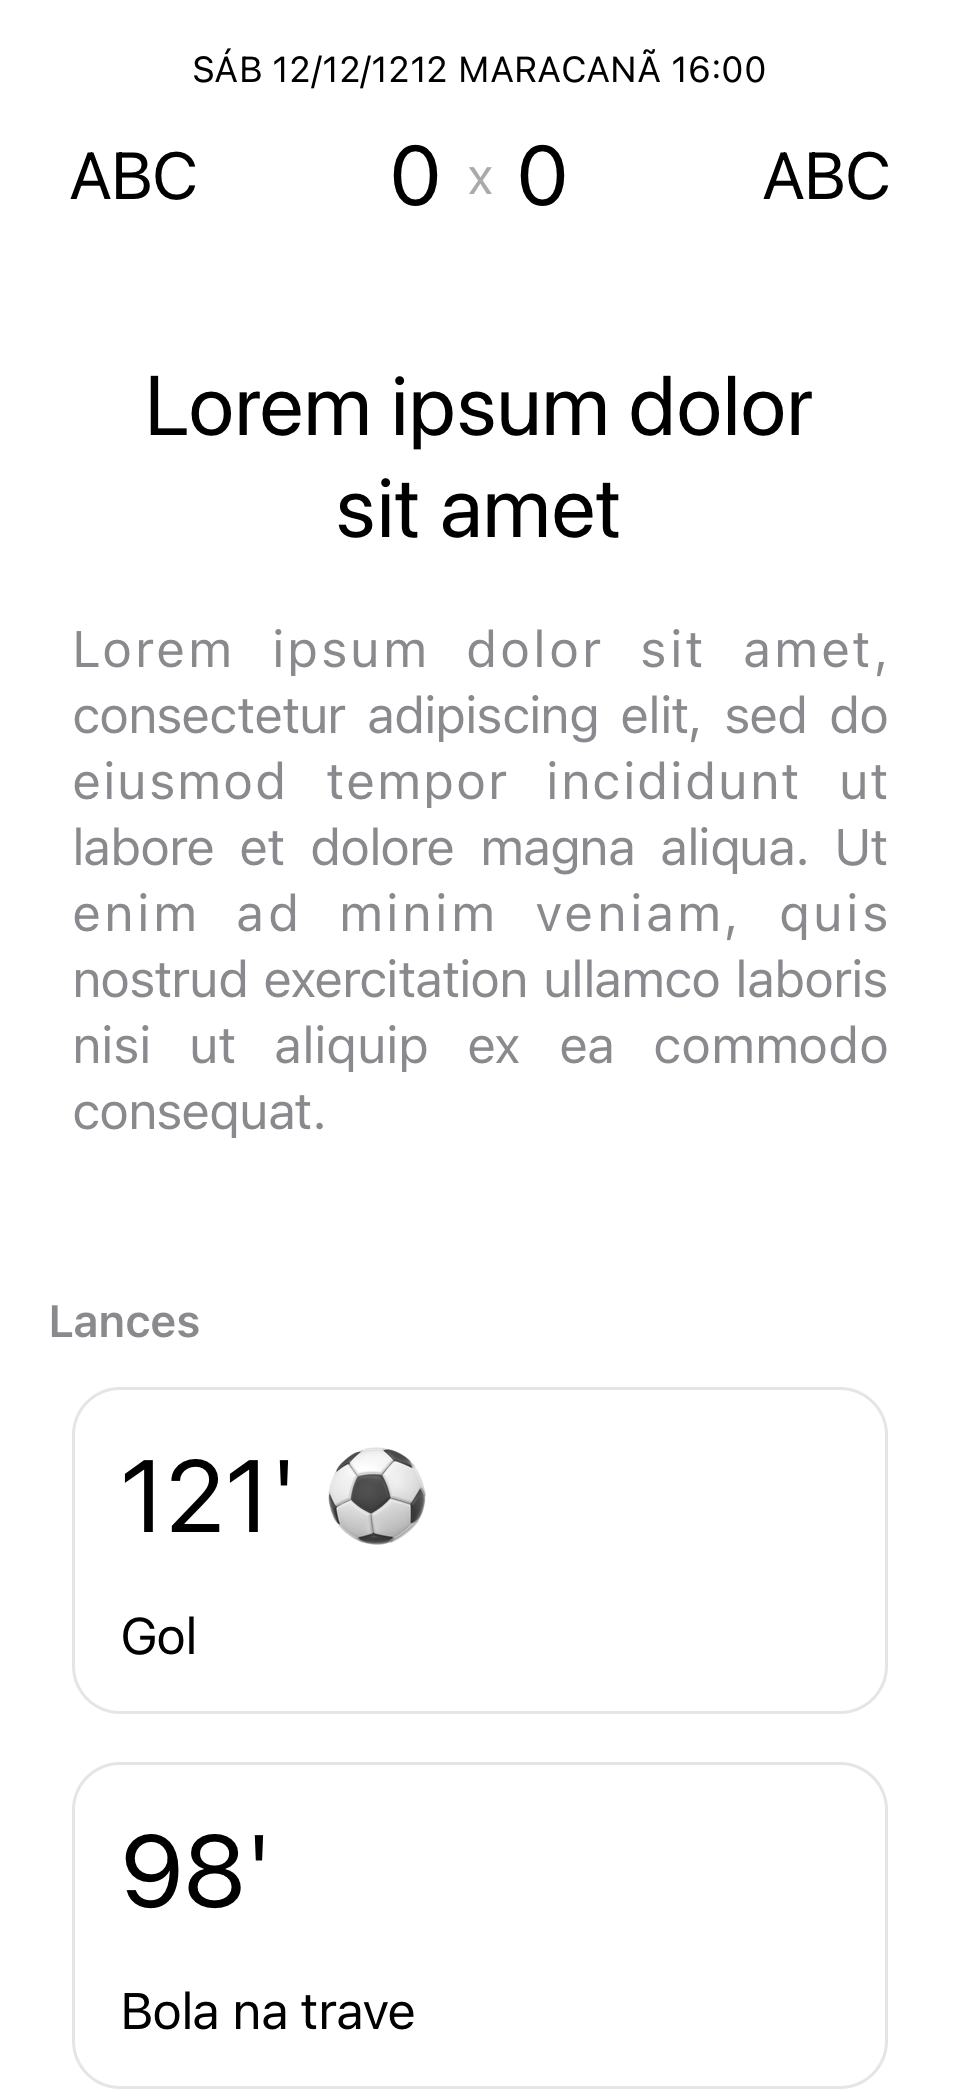 SÁB 12/12/1212 MARACANÃ 16:00
ABC 0 x 0 ABC
Lorem ipsum dolor
sit amet
Lorem ipsum dolor sit amet,
consectetur adipiscing elit, sed do
eiusmod tempor incididunt ut
labore et dolore magna aliqua. Ut
enim ad minim veniam, quis
nostrud exercitation ullamco laboris
nisi ut aliquip ex ea commodo
consequat.
Lances
121' ⚽
Gol
98'
Bola na trave